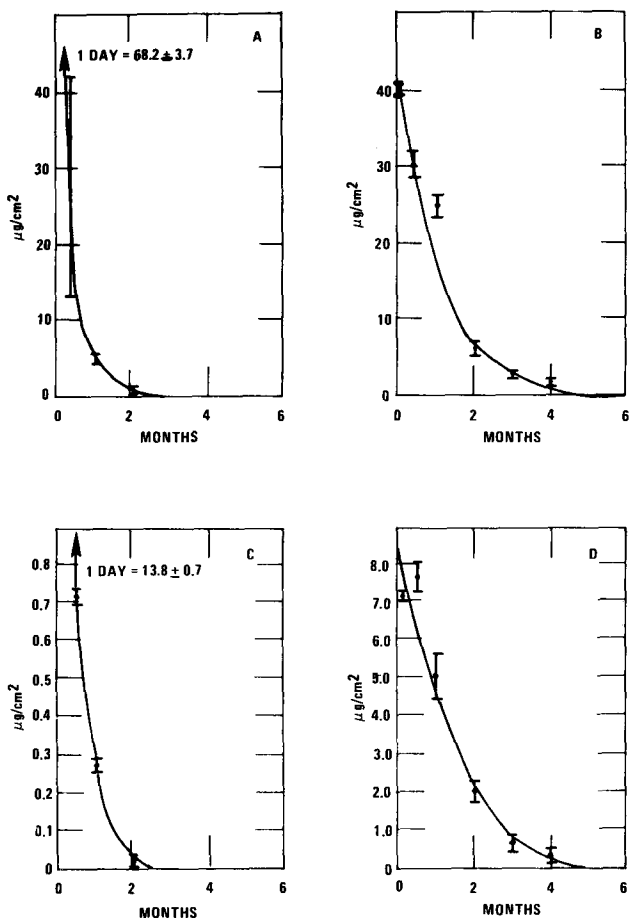 A
1 DAY = 68.2 ± 3.7
40
30
20
10
0
µg/cm²
0 2 4 6
MONTHS
B
40
30
20
10
0
µg/cm²
0 2 4 6
MONTHS
C
1 DAY = 13.8 ± 0.7
0.8
0.7
0.6
0.5
0.4
0.3
0.2
0.1
0
µg/cm²
0 2 4 6
MONTHS
D
8.0
7.0
6.0
5.0
4.0
3.0
2.0
1.0
0
µg/cm²
0 2 4 6
MONTHS